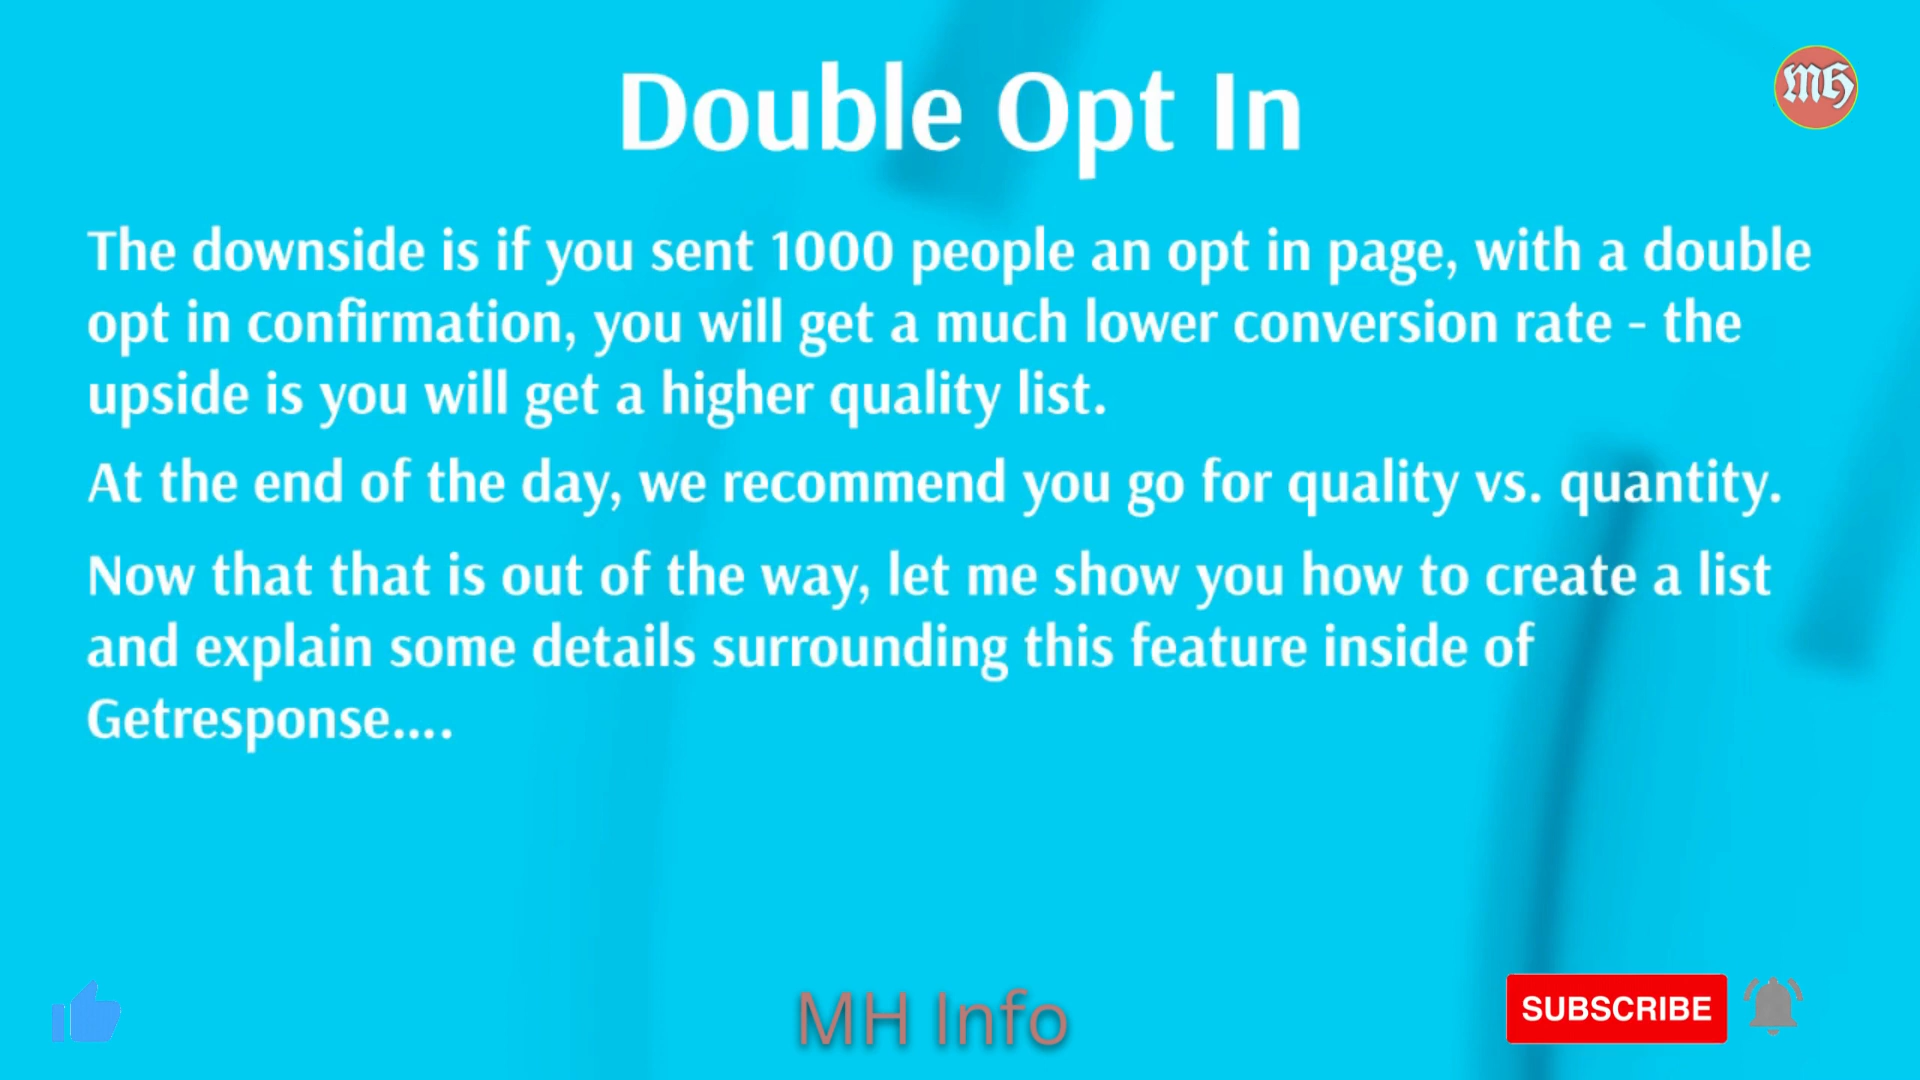 Double Opt In
MH
The downside is if you sent 1000 people an opt in page, with a double
opt in confirmation, you will get a much lower conversion rate - the
upside is you will get a higher quality list.
At the end of the day, we recommend you go for quality vs. quantity.
Now that that is out of the way, let me show you how to create a list
and explain some details surrounding this feature inside of
Getresponse....
MH Info
SUBSCRIBE